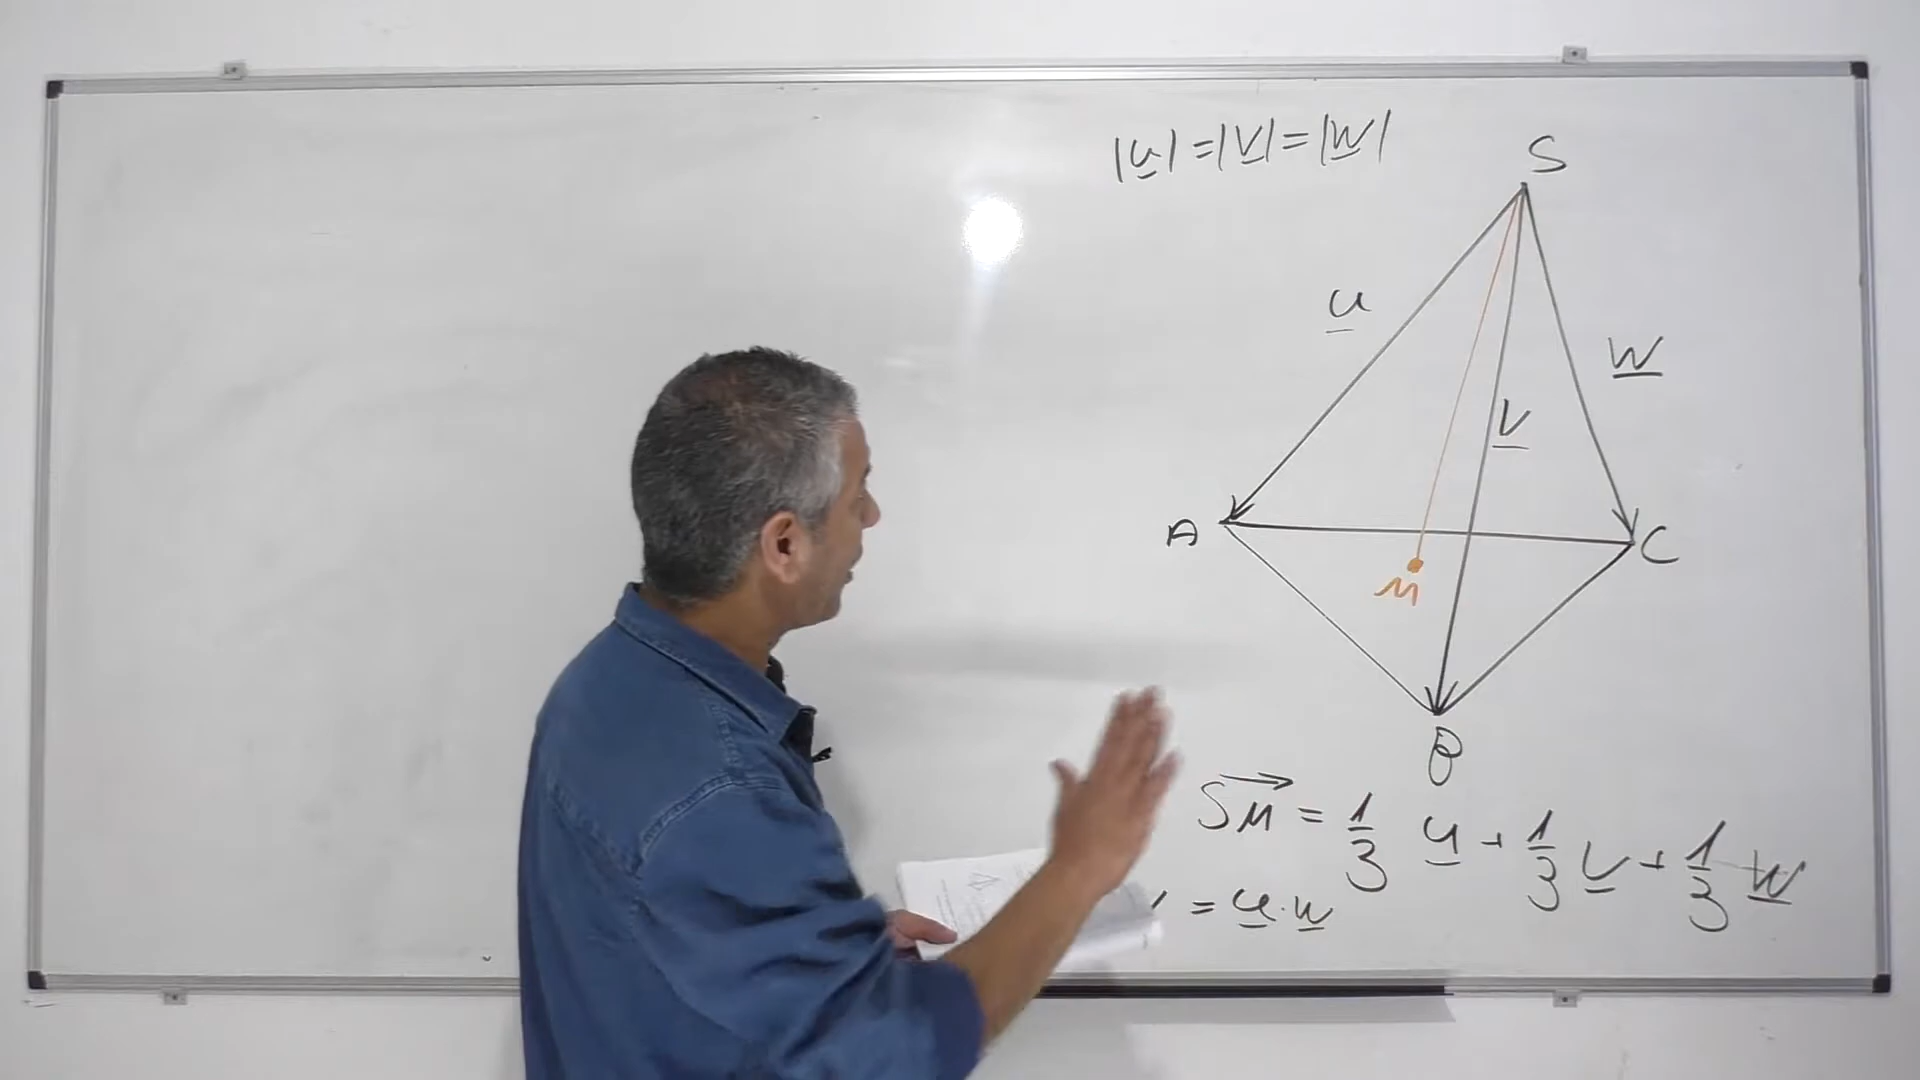 |u| = |v| = |w|
S
u
w
v
A
C
M
B
SM = 1/3 u + 1/3 v + 1/3 w
= u · w